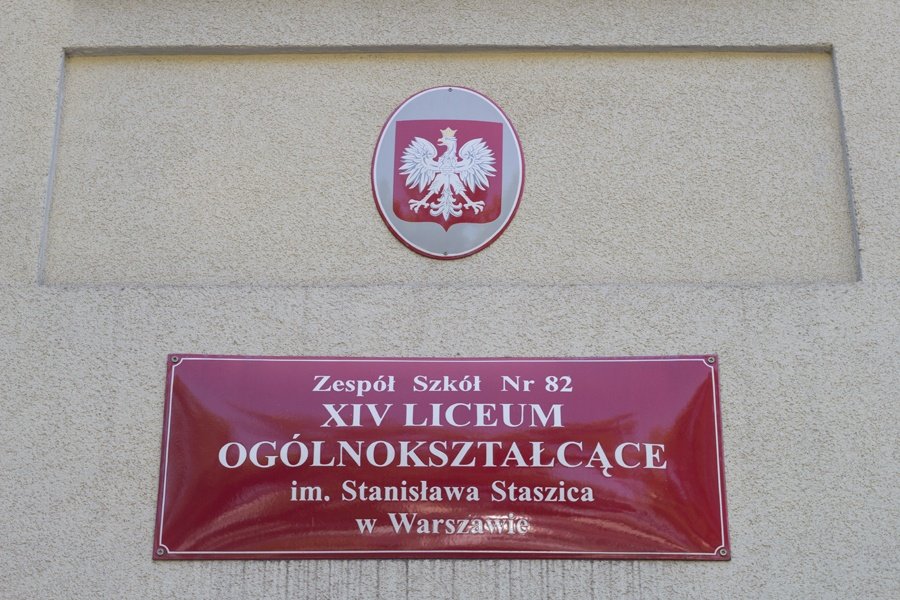 Zespół Szkół Nr 82
XIV LICEUM
OGÓLNOKSZTAŁCĄCE
im. Stanisława Staszica
w Warszawie